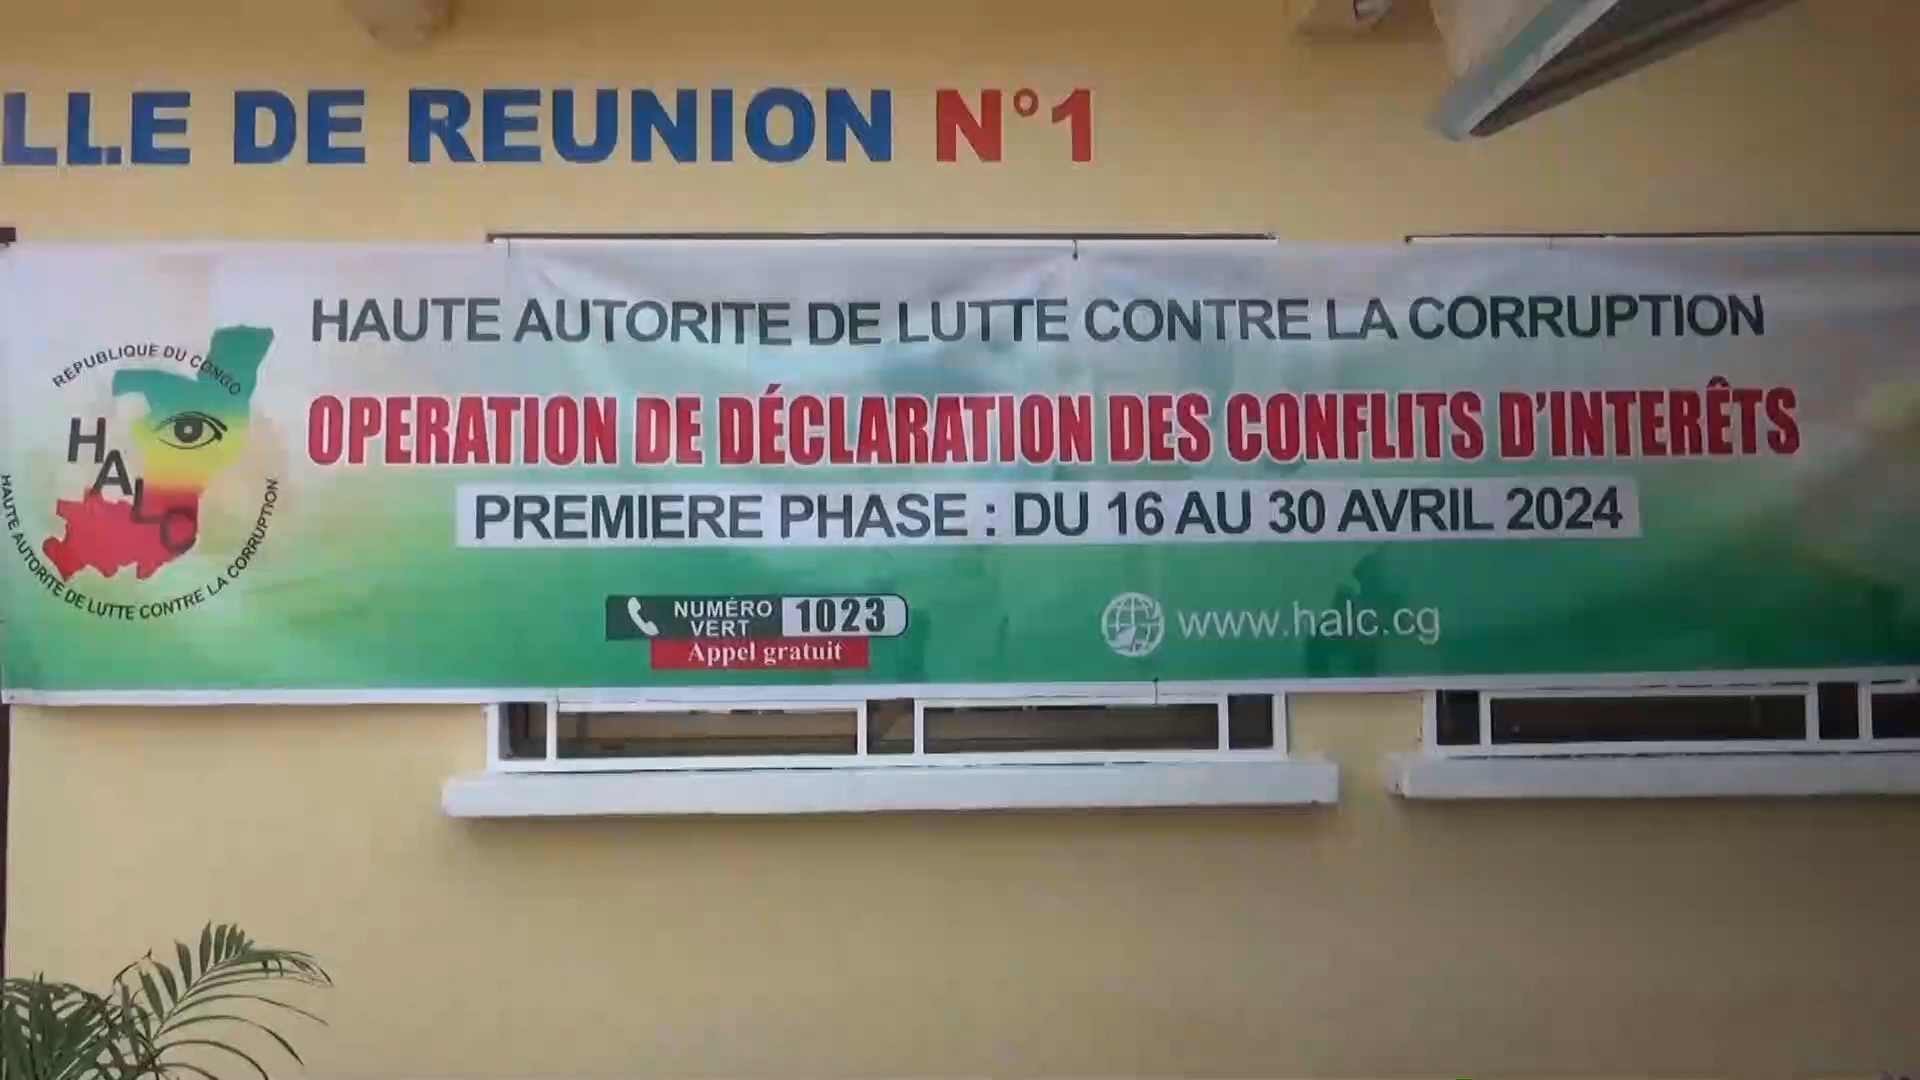 LLE DE REUNION N°1
HAUTE AUTORITE DE LUTTE CONTRE LA CORRUPTION
OPERATION DE DÉCLARATION DES CONFLITS D'INTERÊTS
PREMIERE PHASE : DU 16 AU 30 AVRIL 2024
REPUBLIQUE DU CONGO
HALC
HAUTE AUTORITE DE LUTTE CONTRE LA CORRUPTION
NUMÉRO VERT 1023
Appel gratuit
www.halc.cg